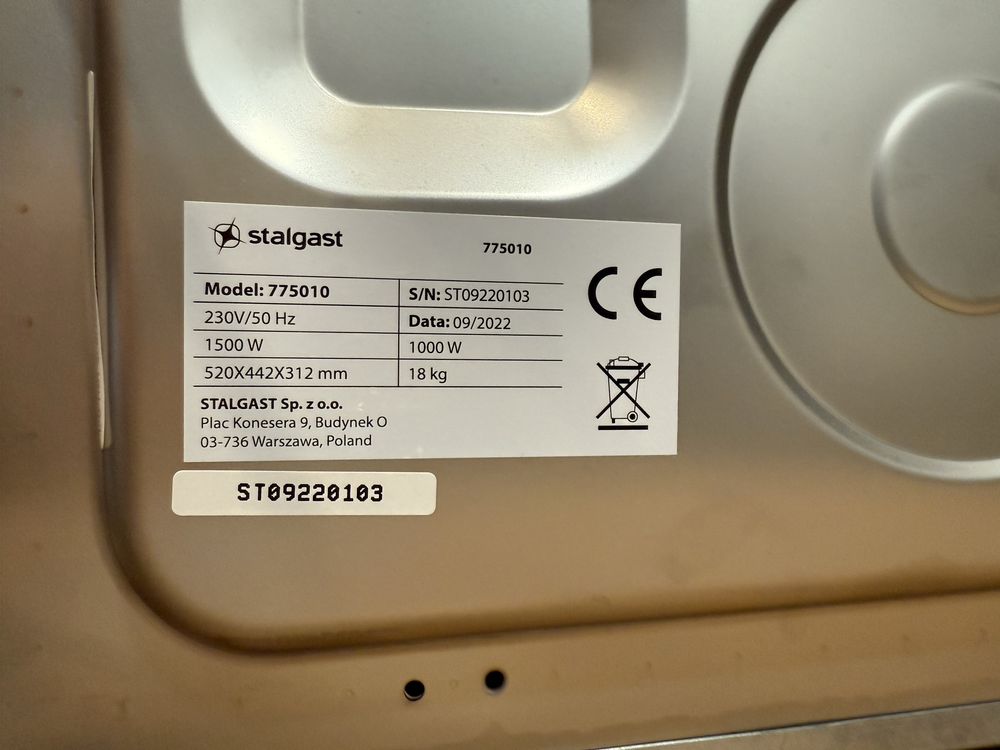 stalgast
775010
Model: 775010
S/N: ST09220103
230V/50 Hz
Data: 09/2022
1500 W
1000 W
520X442X312 mm
18 kg
STALGAST Sp. z o.o.
Plac Konesera 9, Budynek O
03-736 Warszawa, Poland
CE
ST09220103